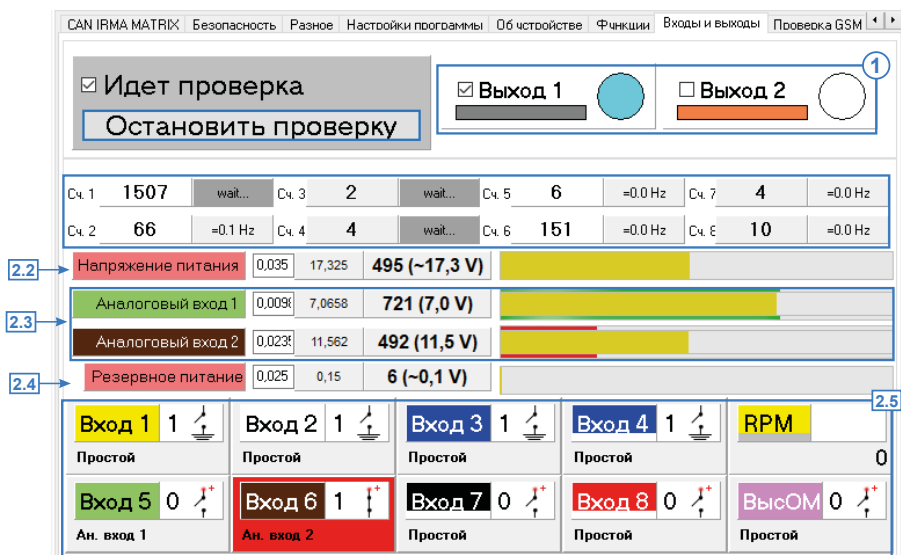 CAN IRMA MATRIX Безопасность Разное Настройки программы Об устройстве Функции Входы и выходы Проверка GSM
1
Идет проверка
Остановить проверку
Выход 1
Выход 2
Сч. 1 1507 wait... Сч. 3 2 wait... Сч. 5 6 =0.0 Hz Сч. 7 4 =0.0 Hz
Сч. 2 66 =0.1 Hz Сч. 4 4 wait... Сч. 6 151 =0.0 Hz Сч. 8 10 =0.0 Hz
2.2 Напряжение питания 0,035 17,325 495 (~17,3 V)
2.3
Аналоговый вход 1 0,009 7,0658 721 (7,0 V)
Аналоговый вход 2 0,023 11,562 492 (11,5 V)
2.4 Резервное питание 0,025 0,15 6 (~0,1 V)
2.5
Вход 1 1 Вход 2 1 Вход 3 1 Вход 4 1 RPM
Простой Простой Простой Простой 0
Вход 5 0 Вход 6 1 Вход 7 0 Вход 8 0 ВысОМ 0
Ан. вход 1 Ан. вход 2 Простой Простой Простой